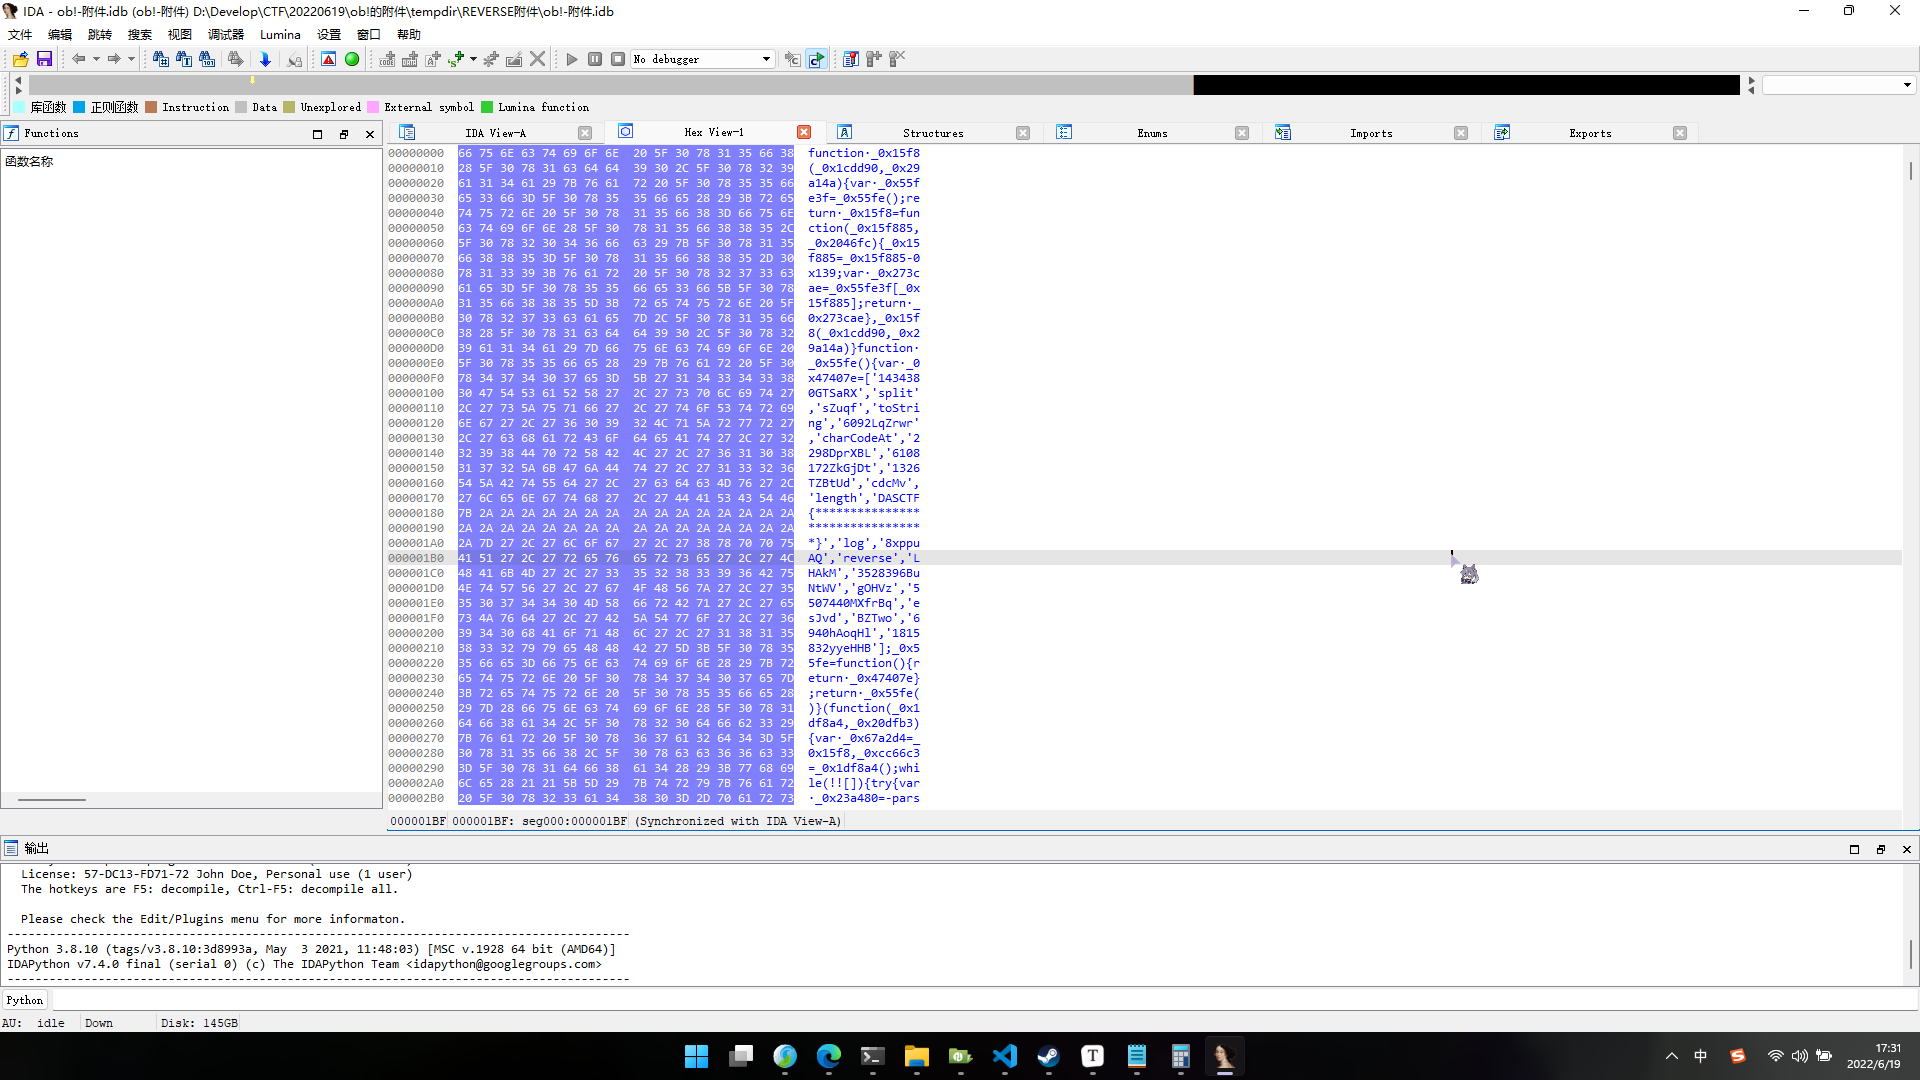 IDA - ob!-附件.idb (ob!-附件) D:\Develop\CTF\20220619\ob!的附件\tempdir\REVERSE附件\ob!-附件.idb
文件 编辑 跳转 搜索 视图 调试器 Lumina 设置 窗口 帮助
No debugger
库函数 正则函数 Instruction Data Unexplored External symbol Lumina function
Functions
IDA View-A Hex View-1 Structures Enums Imports Exports
函数名称
00000000 66 75 6E 63 74 69 6F 6E 20 5F 30 78 31 35 66 38 function·_0x15f8
00000010 28 5F 30 78 31 63 64 64 39 30 2C 5F 30 78 32 39 (_0x1cdd90,_0x29
00000020 61 31 34 61 29 7B 76 61 72 20 5F 30 78 35 35 66 a14a){var·_0x55f
00000030 65 33 66 3D 5F 30 78 35 35 66 65 28 29 3B 72 65 e3f=_0x55fe();re
00000040 74 75 72 6E 20 5F 30 78 31 35 66 38 3D 66 75 6E turn·_0x15f8=fun
00000050 63 74 69 6F 6E 28 5F 30 78 31 35 66 38 38 35 2C ction(_0x15f885,
00000060 5F 30 78 32 30 34 36 66 63 29 7B 5F 30 78 31 35 _0x2046fc){_0x15
00000070 66 38 38 35 3D 5F 30 78 31 35 66 38 38 35 2D 30 f885=_0x15f885-0
00000080 78 31 33 39 3B 76 61 72 20 5F 30 78 32 37 33 63 x139;var·_0x273c
00000090 61 65 3D 5F 30 78 35 35 66 65 33 66 5B 5F 30 78 ae=_0x55fe3f[_0x
000000A0 31 35 66 38 38 35 5D 3B 72 65 74 75 72 6E 20 5F 15f885];return·_
000000B0 30 78 32 37 33 63 61 65 7D 2C 5F 30 78 31 35 66 0x273cae},_0x15f
000000C0 38 28 5F 30 78 31 63 64 64 39 30 2C 5F 30 78 32 8(_0x1cdd90,_0x2
000000D0 39 61 31 34 61 29 7D 66 75 6E 63 74 69 6F 6E 20 9a14a)}function·
000000E0 5F 30 78 35 35 66 65 28 29 7B 76 61 72 20 5F 30 _0x55fe(){var·_0
000000F0 78 34 37 34 30 37 65 3D 5B 27 31 34 33 34 33 38 x47407e=['143438
00000100 30 47 54 53 61 52 58 27 2C 27 73 70 6C 69 74 27 0GTSaRX','split'
00000110 2C 27 73 5A 75 71 66 27 2C 27 74 6F 53 74 72 69 ,'sZuqf','toStri
00000120 6E 67 27 2C 27 36 30 39 32 4C 71 5A 72 77 72 27 ng','6092LqZrwr'
00000130 2C 27 63 68 61 72 43 6F 64 65 41 74 27 2C 27 32 ,'charCodeAt','2
00000140 32 39 38 44 70 72 58 42 4C 27 2C 27 36 31 30 38 298DprXBL','6108
00000150 31 37 32 5A 6B 47 6A 44 74 27 2C 27 31 33 32 36 172ZkGjDt','1326
00000160 54 5A 42 74 55 64 27 2C 27 63 64 63 4D 76 27 2C TZBtUd','cdcMv',
00000170 27 6C 65 6E 67 74 68 27 2C 27 44 41 53 43 54 46 'length','DASCTF
00000180 7B 2A 2A 2A 2A 2A 2A 2A 2A 2A 2A 2A 2A 2A 2A 2A {***************
00000190 2A 2A 2A 2A 2A 2A 2A 2A 2A 2A 2A 2A 2A 2A 2A 2A ****************
000001A0 2A 7D 27 2C 27 6C 6F 67 27 2C 27 38 78 70 70 75 *}','log','8xppu
000001B0 41 51 27 2C 27 72 65 76 65 72 73 65 27 2C 27 4C AQ','reverse','L
000001C0 48 41 6B 4D 27 2C 27 33 35 32 38 33 39 36 42 75 HAkM','3528396Bu
000001D0 4E 74 57 56 27 2C 27 67 4F 48 56 7A 27 2C 27 35 NtWV','gOHVz','5
000001E0 35 30 37 34 34 30 4D 58 66 72 42 71 27 2C 27 65 507440MXfrBq','e
000001F0 73 4A 76 64 27 2C 27 42 5A 54 77 6F 27 2C 27 36 sJvd','BZTwo','6
00000200 39 34 30 68 41 6F 71 48 6C 27 2C 27 31 38 31 35 940hAoqHl','1815
00000210 38 33 32 79 79 65 48 48 42 27 5D 3B 5F 30 78 35 832yyeHHB'];_0x5
00000220 35 66 65 3D 66 75 6E 63 74 69 6F 6E 28 29 7B 72 5fe=function(){r
00000230 65 74 75 72 6E 20 5F 30 78 34 37 34 30 37 65 7D eturn·_0x47407e}
00000240 3B 72 65 74 75 72 6E 20 5F 30 78 35 35 66 65 28 ;return·_0x55fe(
00000250 29 7D 28 66 75 6E 63 74 69 6F 6E 28 5F 30 78 31 )}(function(_0x1
00000260 64 66 38 61 34 2C 5F 30 78 32 30 64 66 62 33 29 df8a4,_0x20dfb3)
00000270 7B 76 61 72 20 5F 30 78 36 37 61 32 64 34 3D 5F {var·_0x67a2d4=_
00000280 30 78 31 35 66 38 2C 5F 30 78 63 63 36 36 63 33 0x15f8,_0xcc66c3
00000290 3D 5F 30 78 31 64 66 38 61 34 28 29 3B 77 68 69 =_0x1df8a4();whi
000002A0 6C 65 28 21 21 5B 5D 29 7B 74 72 79 7B 76 61 72 le(!![]){try{var
000002B0 20 5F 30 78 32 33 61 34 38 30 3D 2D 70 61 72 73 ·_0x23a480=-pars
000001BF 000001BF: seg000:000001BF (Synchronized with IDA View-A)
输出
License: 57-DC13-FD71-72 John Doe, Personal use (1 user)
The hotkeys are F5: decompile, Ctrl-F5: decompile all.
Please check the Edit/Plugins menu for more informaton.
-----------------------------------------------------------------------------------------
Python 3.8.10 (tags/v3.8.10:3d8993a, May  3 2021, 11:48:03) [MSC v.1928 64 bit (AMD64)]
IDAPython v7.4.0 final (serial 0) (c) The IDAPython Team <idapython@googlegroups.com>
-----------------------------------------------------------------------------------------
Python
AU: idle Down Disk: 145GB
中 17:31
2022/6/19